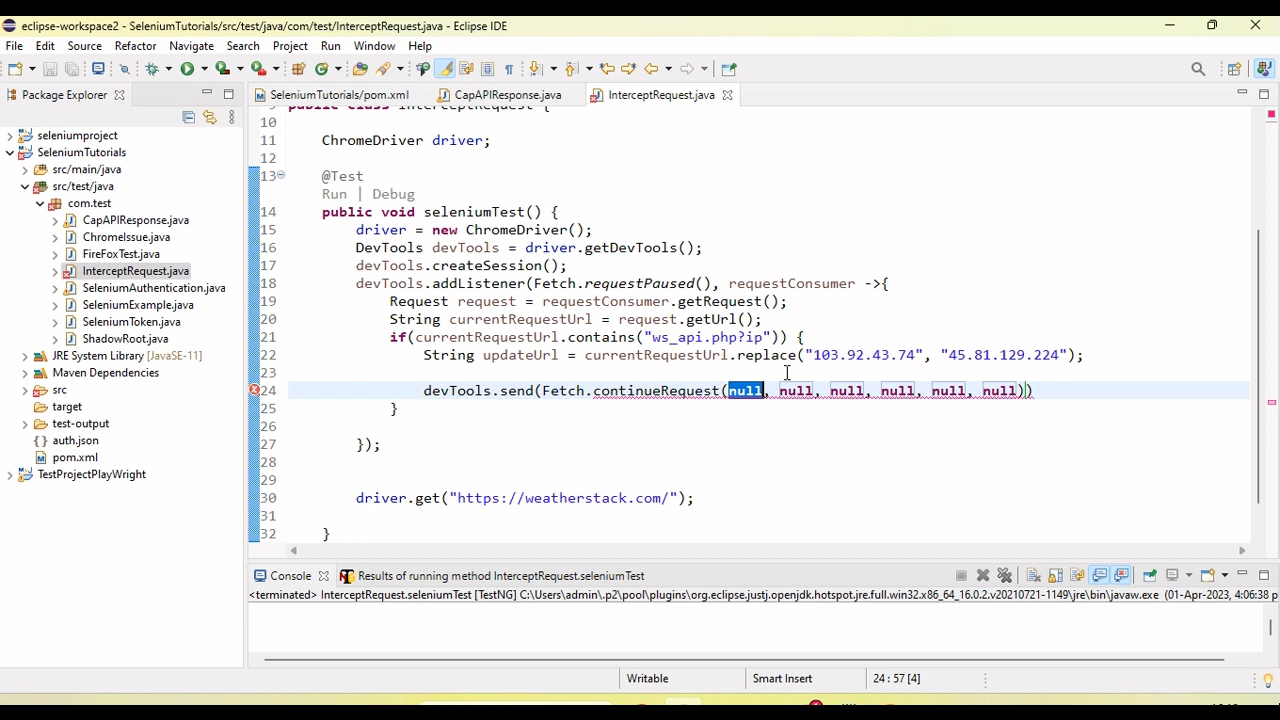 eclipse-workspace2 - SeleniumTutorials/src/test/java/com/test/InterceptRequest.java - Eclipse IDE
File Edit Source Refactor Navigate Search Project Run Window Help
Package Explorer
SeleniumTutorials/pom.xml CapAPIResponse.java InterceptRequest.java
seleniumproject
SeleniumTutorials
src/main/java
src/test/java
com.test
CapAPIResponse.java
ChromeIssue.java
FireFoxTest.java
InterceptRequest.java
SeleniumAuthentication.java
SeleniumExample.java
SeleniumToken.java
ShadowRoot.java
JRE System Library [JavaSE-11]
Maven Dependencies
src
target
test-output
auth.json
pom.xml
TestProjectPlayWright
public class InterceptRequest {
10
11 ChromeDriver driver;
12
13 @Test
Run | Debug
14 public void seleniumTest() {
15 driver = new ChromeDriver();
16 DevTools devTools = driver.getDevTools();
17 devTools.createSession();
18 devTools.addListener(Fetch.requestPaused(), requestConsumer ->{
19 Request request = requestConsumer.getRequest();
20 String currentRequestUrl = request.getUrl();
21 if(currentRequestUrl.contains("ws_api.php?ip")) {
22 String updateUrl = currentRequestUrl.replace("103.92.43.74", "45.81.129.224");
23
24 devTools.send(Fetch.continueRequest(null, null, null, null, null, null))
25 }
26
27 });
28
29
30 driver.get("https://weatherstack.com/");
31
32 }
Console Results of running method InterceptRequest.seleniumTest
<terminated> InterceptRequest.seleniumTest [TestNG] C:\Users\admin\.p2\pool\plugins\org.eclipse.justj.openjdk.hotspot.jre.full.win32.x86_64_16.0.2.v20210721-1149\jre\bin\javaw.exe (01-Apr-2023, 4:06:38 p
Writable Smart Insert 24 : 57 [4]